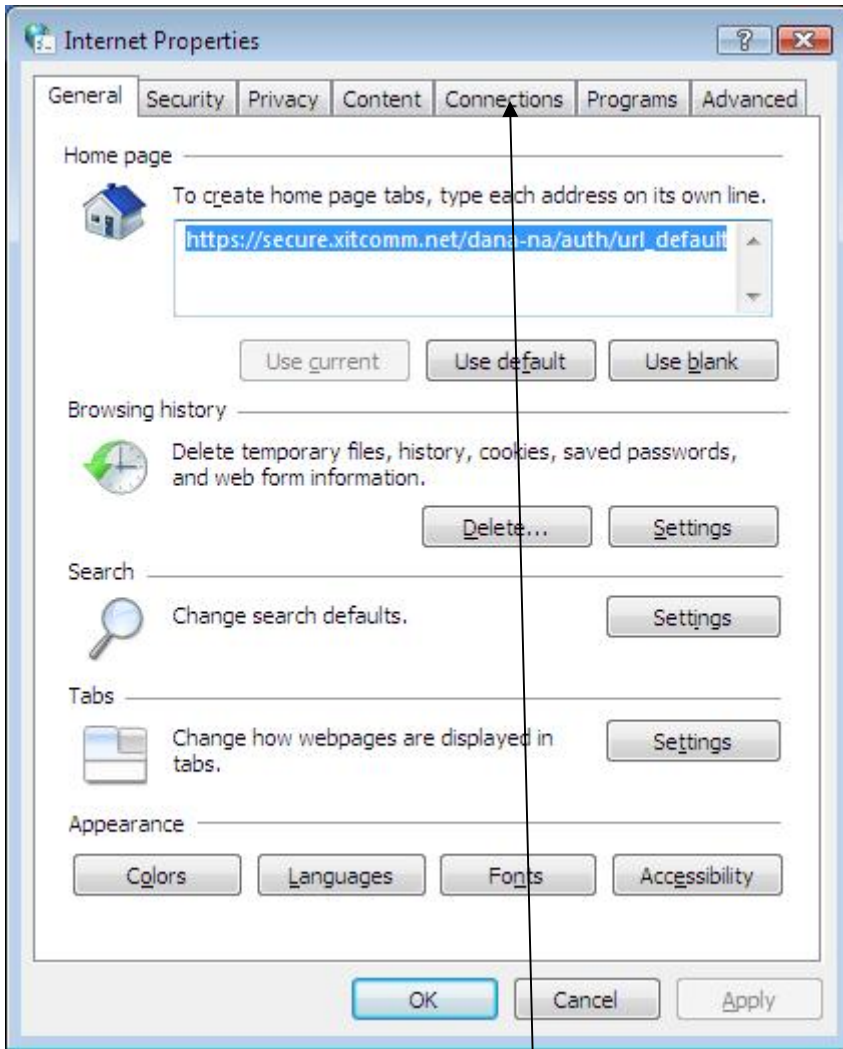 Internet Properties
General Security Privacy Content Connections Programs Advanced
Home page
To create home page tabs, type each address on its own line.
https://secure.xitcomm.net/dana-na/auth/url_default
Use current Use default Use blank
Browsing history
Delete temporary files, history, cookies, saved passwords,
and web form information.
Delete... Settings
Search
Change search defaults. Settings
Tabs
Change how webpages are displayed in
tabs. Settings
Appearance
Colors Languages Fonts Accessibility
OK Cancel Apply